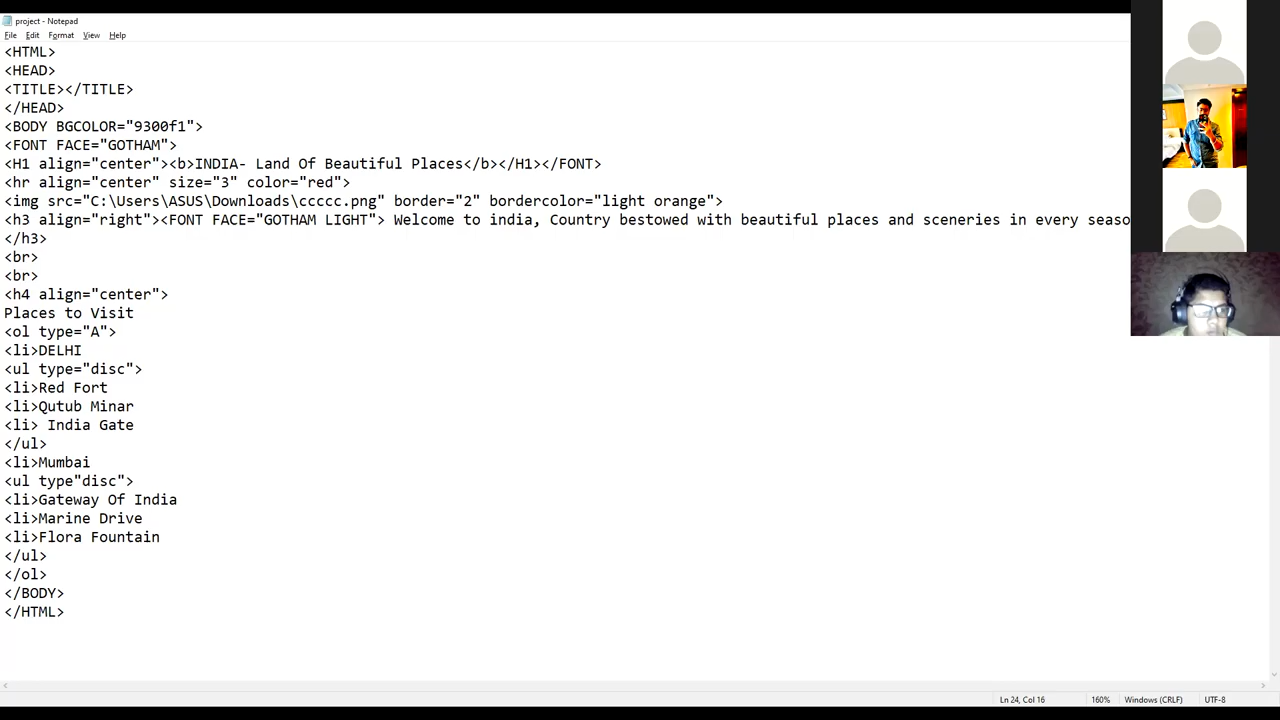 project - Notepad
File Edit Format View Help
<HTML>
<HEAD>
<TITLE></TITLE>
</HEAD>
<BODY BGCOLOR="9300f1">
<FONT FACE="GOTHAM">
<H1 align="center"><b>INDIA- Land Of Beautiful Places</b></H1></FONT>
<hr align="center" size="3" color="red">
<img src="C:\Users\ASUS\Downloads\ccccc.png" border="2" bordercolor="light orange">
<h3 align="right"><FONT FACE="GOTHAM LIGHT"> Welcome to india, Country bestowed with beautiful places and sceneries in every seaso
</h3>
<br>
<br>
<h4 align="center">
Places to Visit
<ol type="A">
<li>DELHI
<ul type="disc">
<li>Red Fort
<li>Qutub Minar
<li> India Gate
</ul>
<li>Mumbai
<ul type"disc">
<li>Gateway Of India
<li>Marine Drive
<li>Flora Fountain
</ul>
</ol>
</BODY>
</HTML>
Ln 24, Col 16 160% Windows (CRLF) UTF-8